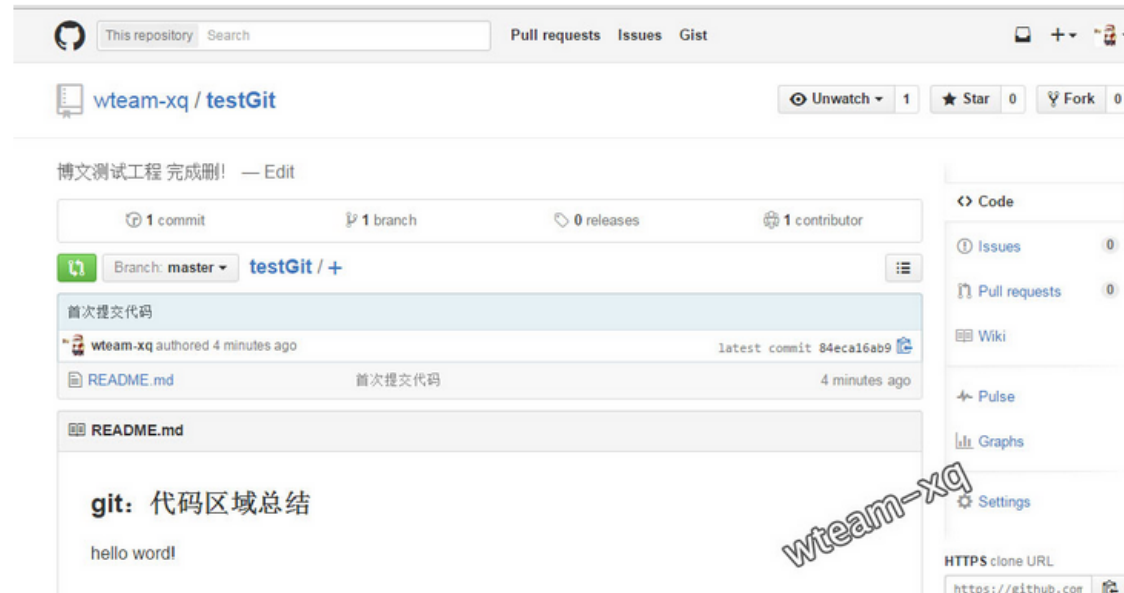 This repository Search Pull requests Issues Gist
wteam-xq / testGit Unwatch 1 Star 0 Fork 0
博文测试工程 完成删！ — Edit
1 commit 1 branch 0 releases 1 contributor
Branch: master testGit / +
首次提交代码
wteam-xq authored 4 minutes ago latest commit 84eca16ab9
README.md 首次提交代码 4 minutes ago
README.md
git：代码区域总结
hello word!
Code
Issues 0
Pull requests 0
Wiki
Pulse
Graphs
Settings
HTTPS clone URL
https://github.com
wteam-xq